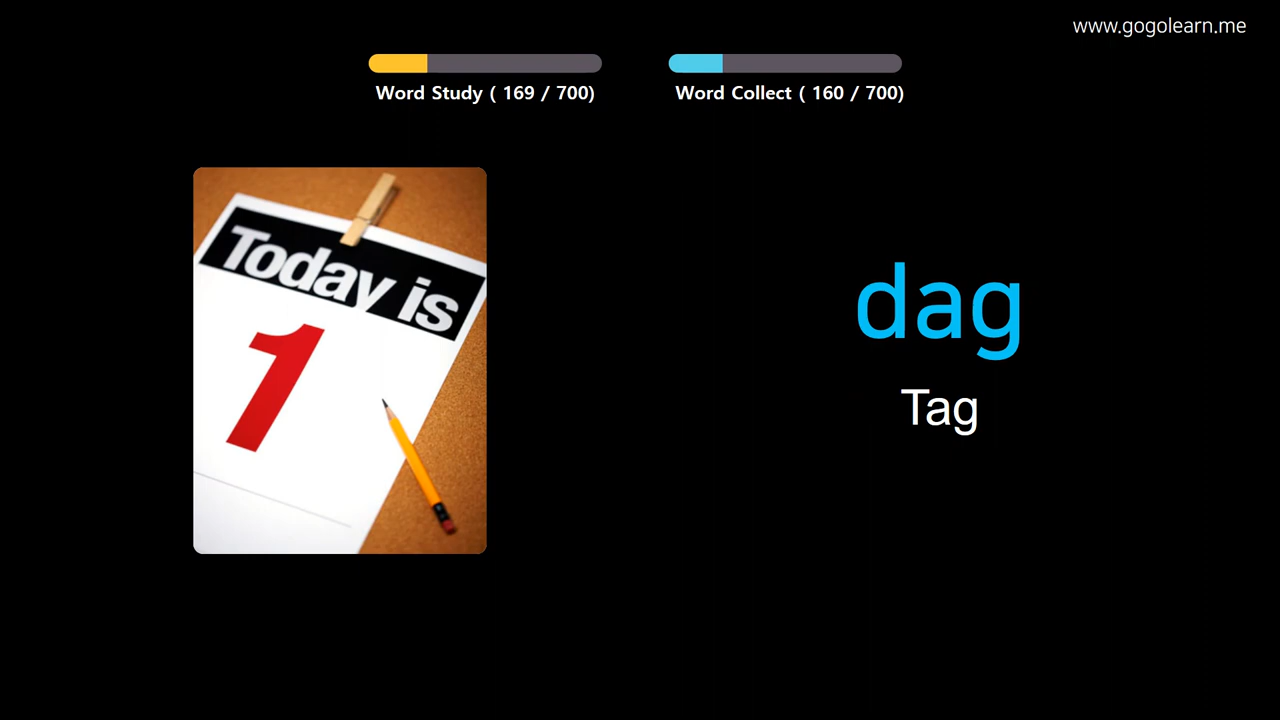 www.gogolearn.me
Word Study ( 169 / 700)
Word Collect ( 160 / 700)
Today is
1
dag
Tag